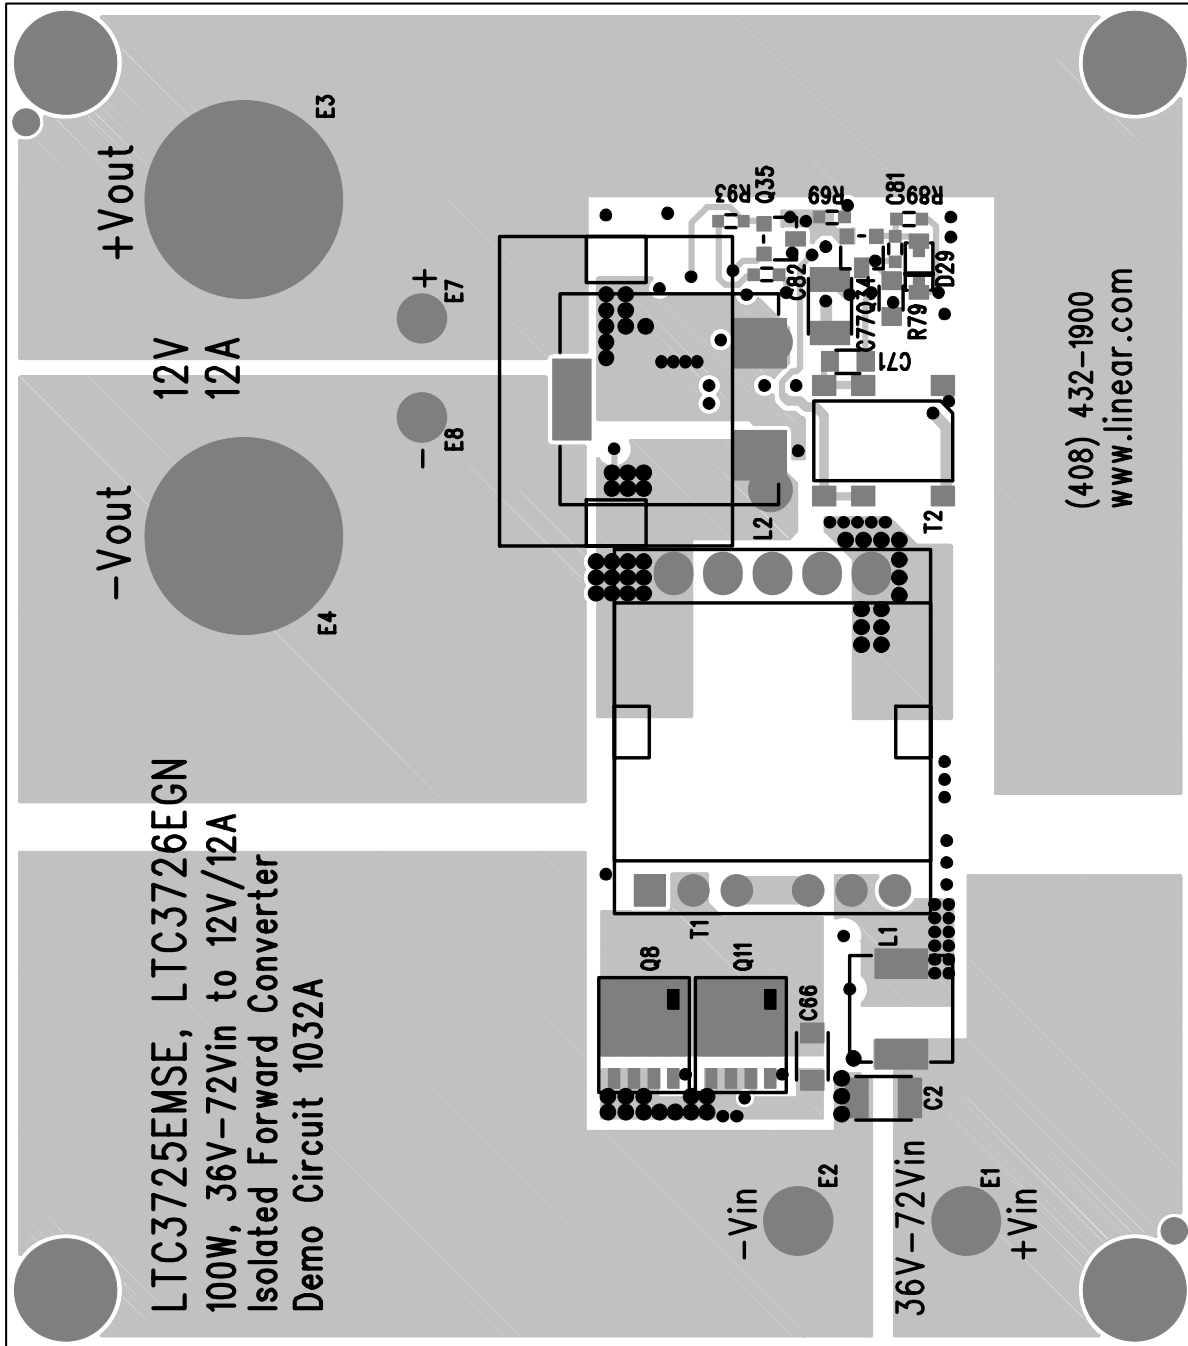 +Vout
E3
12V
12A
+
E7
-
E8
-Vout
E4
R93
Q35
R69
C81
R89
C82
C77
Q34
D29
R79
C71
L2
T2
(408) 432-1900
www.linear.com
LTC3725EMSE, LTC3726EGN
100W, 36V-72Vin to 12V/12A
Isolated Forward Converter
Demo Circuit 1032A
T1
Q8
Q11
C66
L1
C2
-Vin
E2
36V-72Vin
E1
+Vin